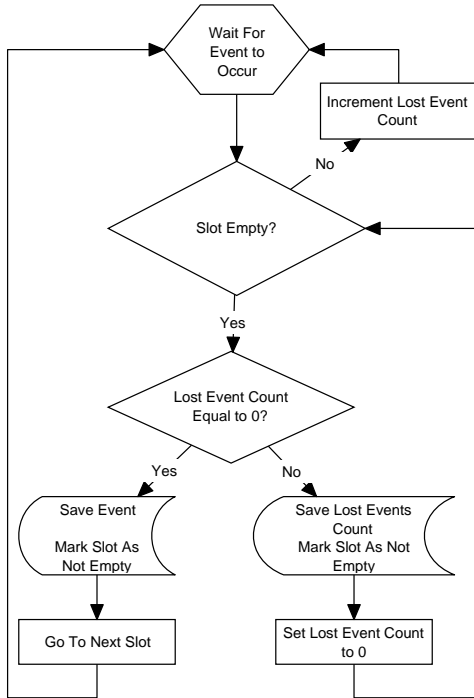 Wait For
Event to
Occur
Increment Lost Event
Count
No
Slot Empty?
Yes
Lost Event Count
Equal to 0?
Yes
No
Save Event
Mark Slot As
Not Empty
Save Lost Events
Count
Mark Slot As Not
Empty
Go To Next Slot
Set Lost Event Count
to 0